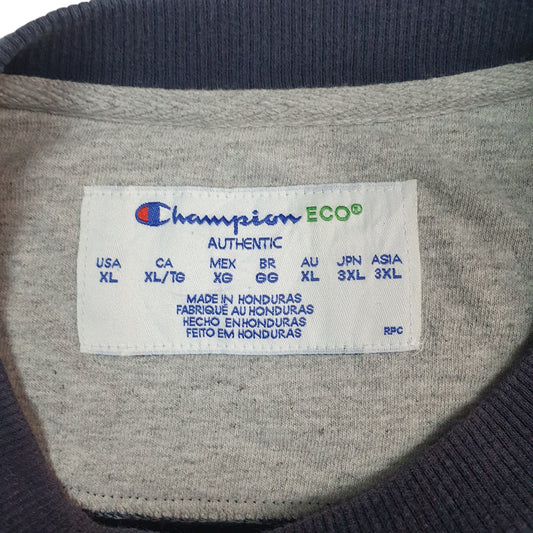 Champion ECO®
AUTHENTIC
USA CA MEX BR AU JPN ASIA
XL XL/TG XG GG XL 3XL 3XL
MADE IN HONDURAS
FABRIQUÉ AU HONDURAS
HECHO EN HONDURAS
FEITO EM HONDURAS
RPC